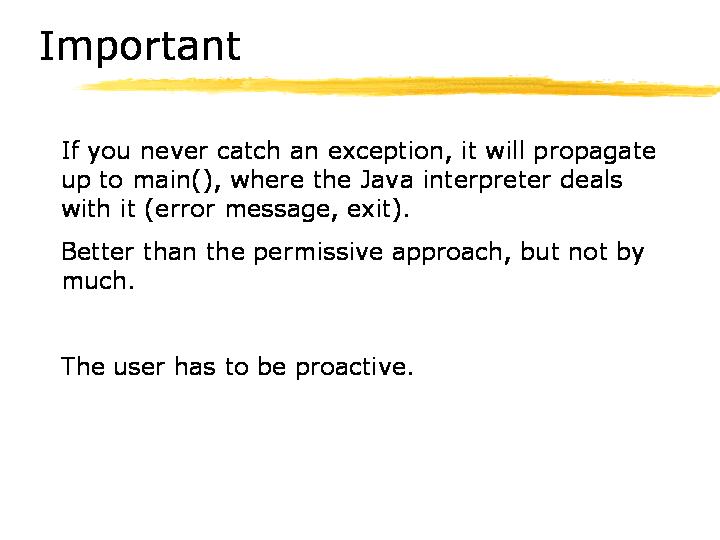 Important
If you never catch an exception, it will propagate
up to main(), where the Java interpreter deals
with it (error message, exit).
Better than the permissive approach, but not by
much.
The user has to be proactive.